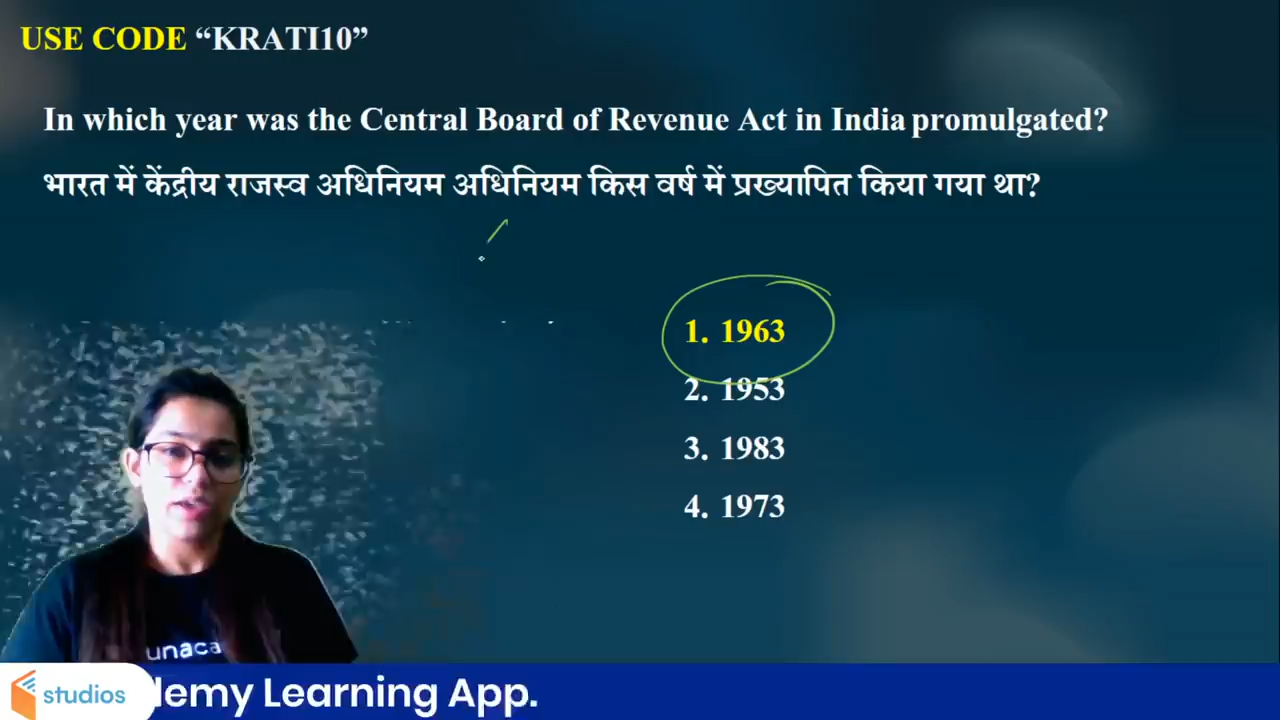 USE CODE “KRATI10”
In which year was the Central Board of Revenue Act in India promulgated?
भारत में केंद्रीय राजस्व अधिनियम अधिनियम किस वर्ष में प्रख्यापित किया गया था?
1. 1963
2. 1953
3. 1983
4. 1973
unaca
studios
demy Learning App.